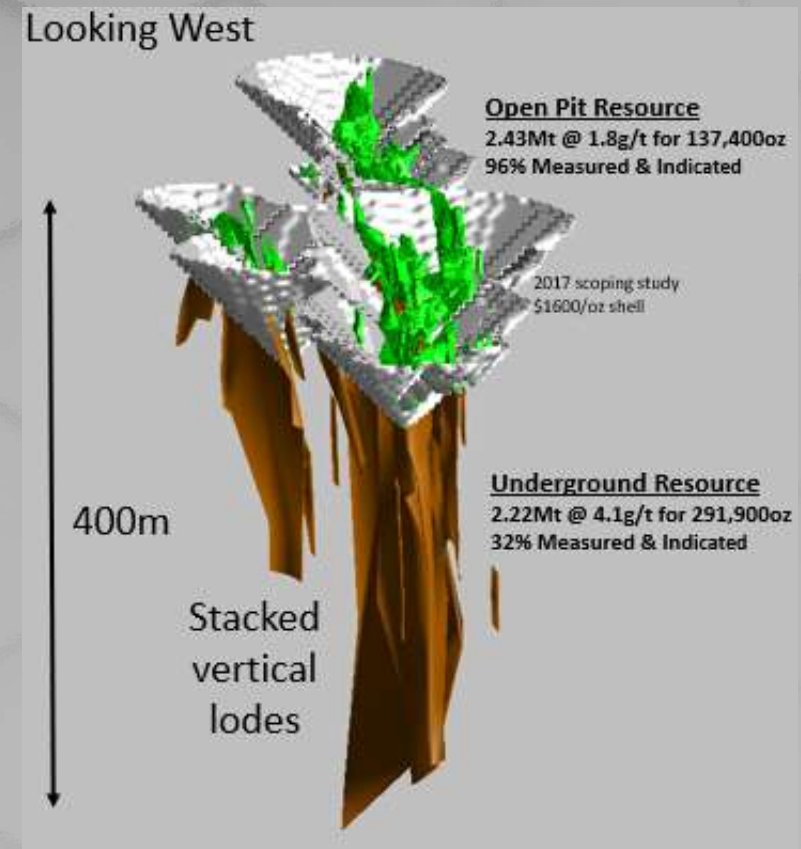 Looking West
Open Pit Resource
2.43Mt @ 1.8g/t for 137,400oz
96% Measured & Indicated
2017 scoping study
$1600/oz shell
Underground Resource
2.22Mt @ 4.1g/t for 291,900oz
32% Measured & Indicated
400m
Stacked
vertical
lodes